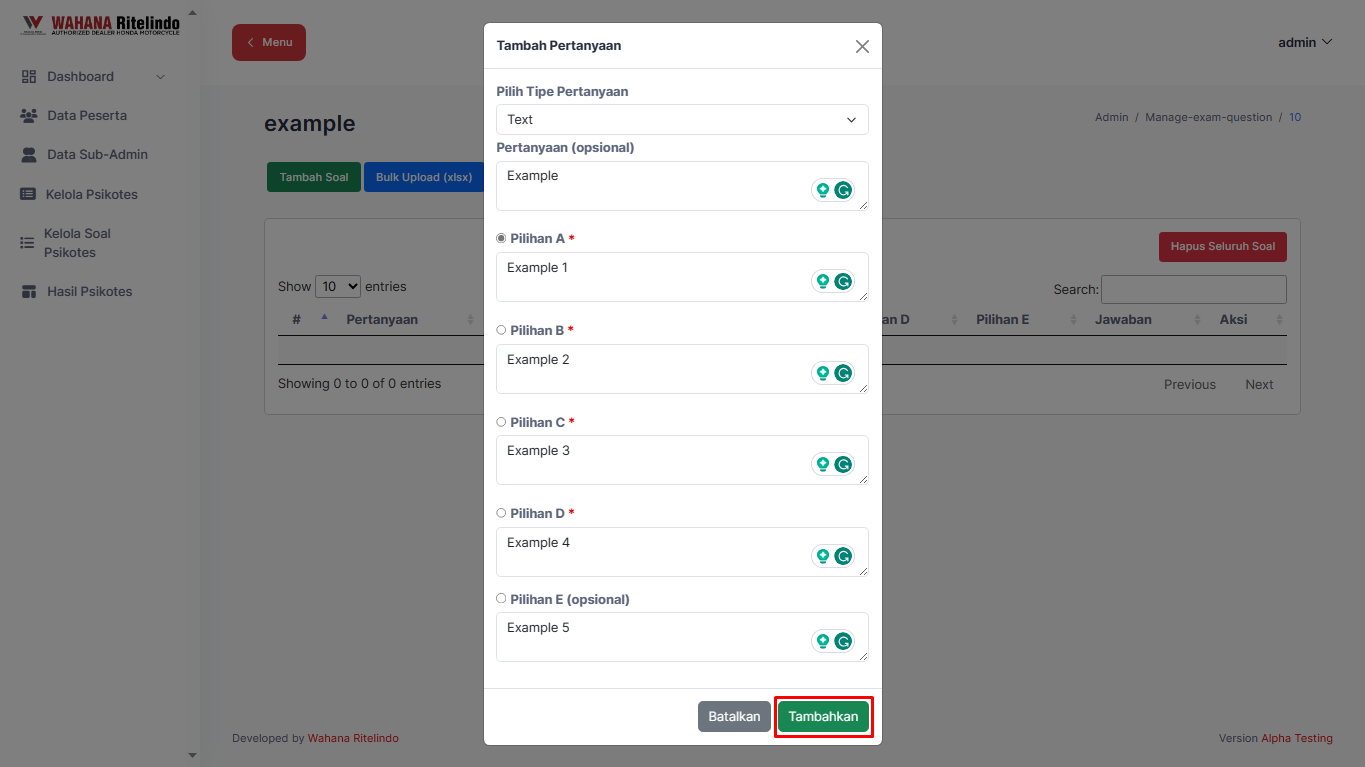 WAHANA Ritelindo
AUTHORIZED DEALER HONDA MOTORCYCLE
Dashboard
Data Peserta
Data Sub-Admin
Kelola Psikotes
Kelola Soal
Psikotes
Hasil Psikotes
Menu
admin
example
Admin / Manage-exam-question / 10
Tambah Soal
Bulk Upload (xlsx)
Hapus Seluruh Soal
Show 10 entries
Search:
# Pertanyaan an D Pilihan E Jawaban Aksi
Showing 0 to 0 of 0 entries
Previous Next
Tambah Pertanyaan
Pilih Tipe Pertanyaan
Text
Pertanyaan (opsional)
Example
Pilihan A *
Example 1
Pilihan B *
Example 2
Pilihan C *
Example 3
Pilihan D *
Example 4
Pilihan E (opsional)
Example 5
Batalkan
Tambahkan
Developed by Wahana Ritelindo
Version Alpha Testing